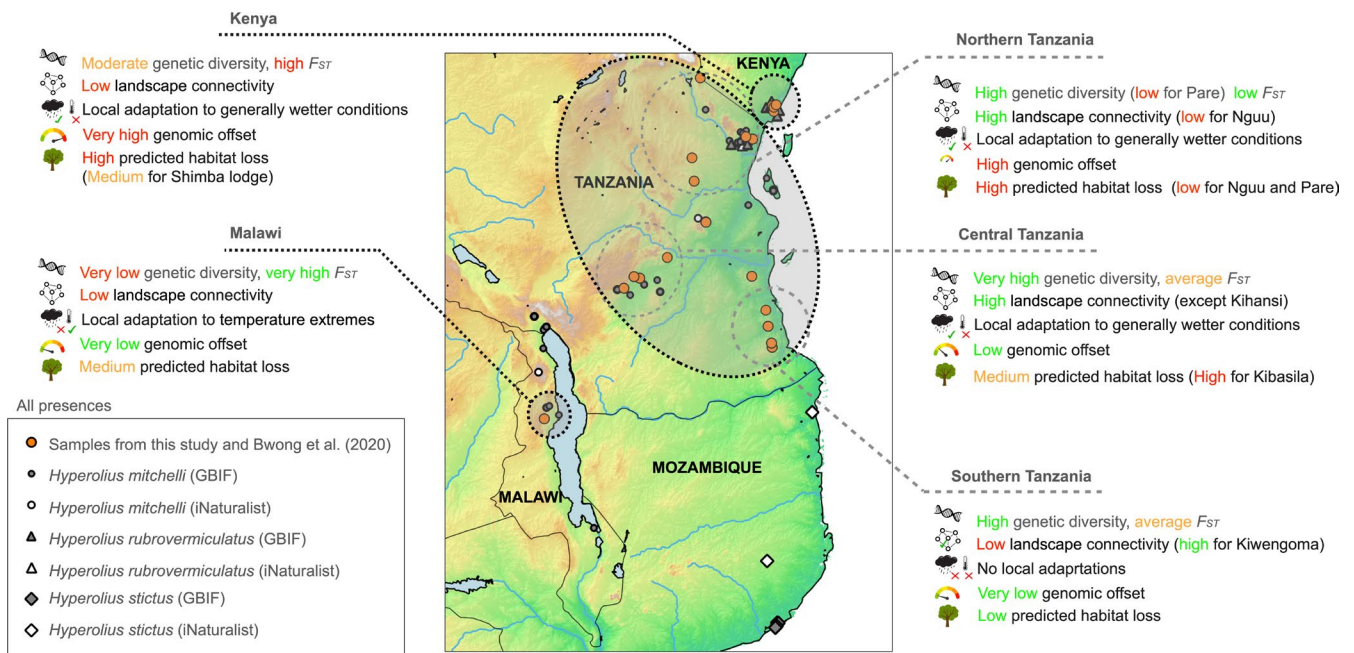 Kenya
Moderate genetic diversity, high FST
Low landscape connectivity
Local adaptation to generally wetter conditions
Very high genomic offset
High predicted habitat loss
(Medium for Shimba lodge)
Malawi
Very low genetic diversity, very high FST
Low landscape connectivity
Local adaptation to temperature extremes
Very low genomic offset
Medium predicted habitat loss
All presences
Samples from this study and Bwong et al. (2020)
Hyperolius mitchelli (GBIF)
Hyperolius mitchelli (iNaturalist)
Hyperolius rubrovermiculatus (GBIF)
Hyperolius rubrovermiculatus (iNaturalist)
Hyperolius stictus (GBIF)
Hyperolius stictus (iNaturalist)
KENYA
TANZANIA
MOZAMBIQUE
MALAWI
Northern Tanzania
High genetic diversity (low for Pare) low FST
High landscape connectivity (low for Nguu)
Local adaptation to generally wetter conditions
High genomic offset
High predicted habitat loss (low for Nguu and Pare)
Central Tanzania
Very high genetic diversity, average FST
High landscape connectivity (except Kihansi)
Local adaptation to generally wetter conditions
Low genomic offset
Medium predicted habitat loss (High for Kibasila)
Southern Tanzania
High genetic diversity, average FST
Low landscape connectivity (high for Kiwengoma)
No local adaprtations
Very low genomic offset
Low predicted habitat loss